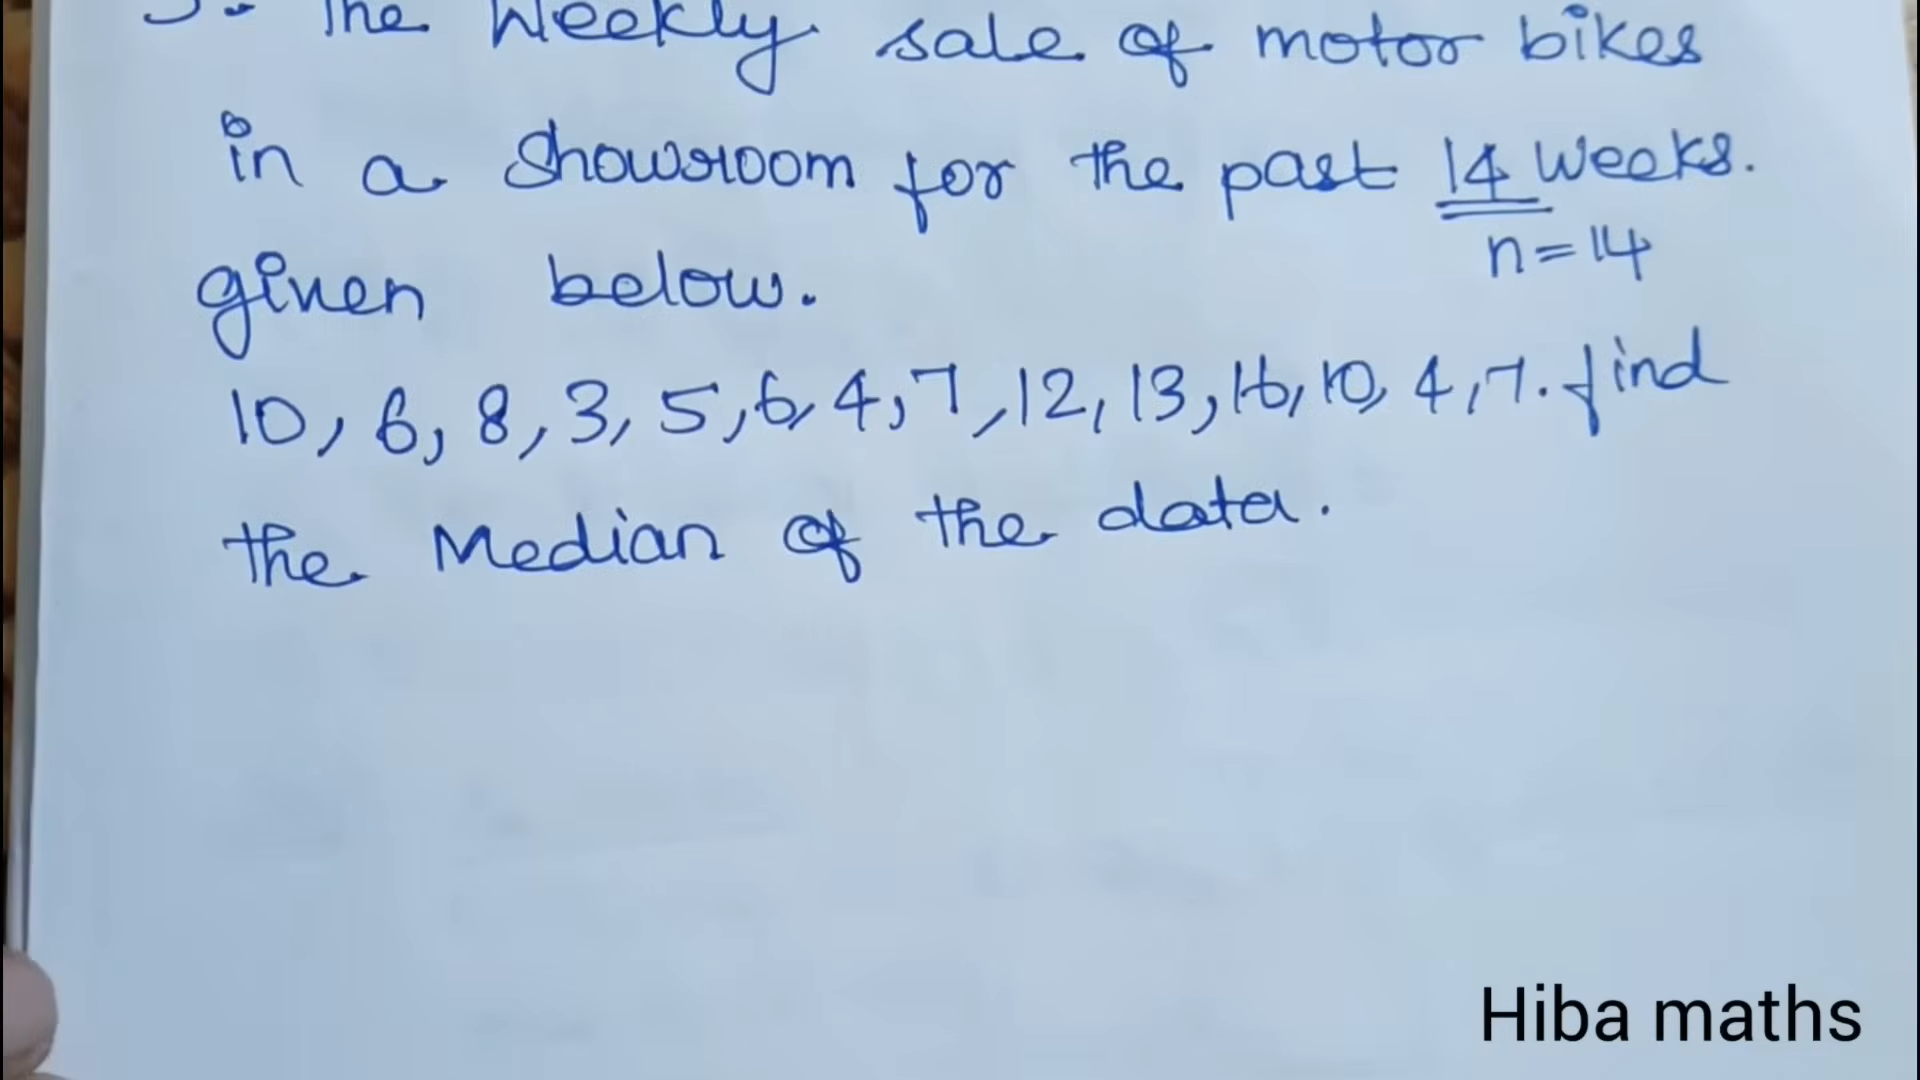 The Weekly sale of motor bikes
in a showroom for the past 14 weeks.
n=14
given below.
10, 6, 8, 3, 5, 6, 4, 7, 12, 13, 16, 10, 4, 7. find
the Median of the data.
Hiba maths